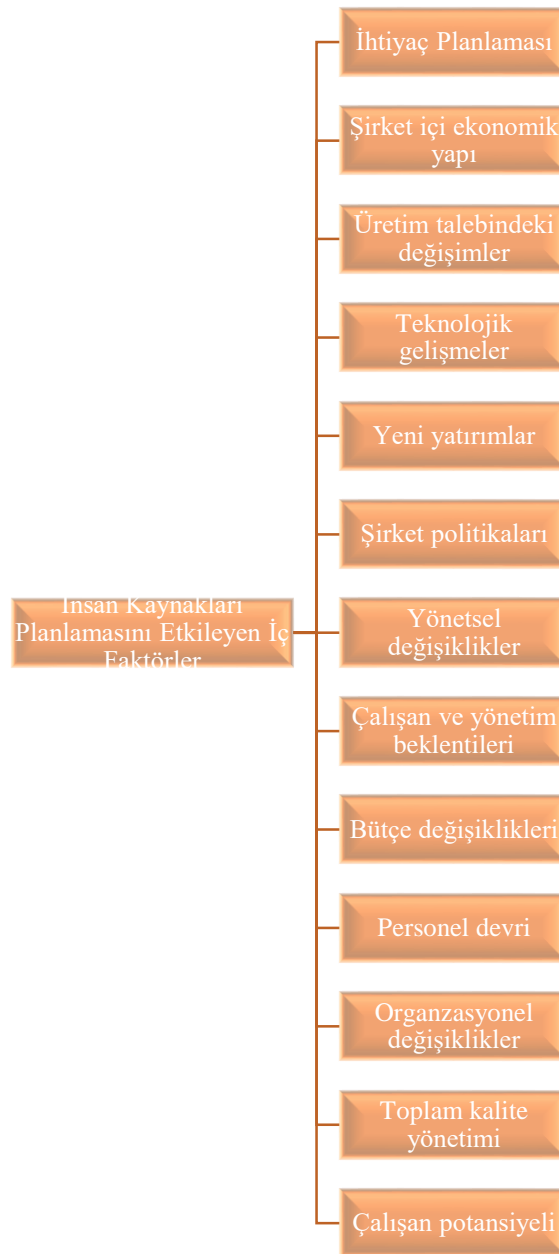 İhtiyaç Planlaması
Şirket içi ekonomik
yapı
Üretim talebindeki
değişimler
Teknolojik
gelişmeler
Yeni yatırımlar
Şirket politikaları
İnsan Kaynakları
Planlamasını Etkileyen İç
Faktörler
Yönetsel
değişiklikler
Çalışan ve yönetim
beklentileri
Bütçe değişiklikleri
Personel devri
Organzasyonel
değişiklikler
Toplam kalite
yönetimi
Çalışan potansiyeli